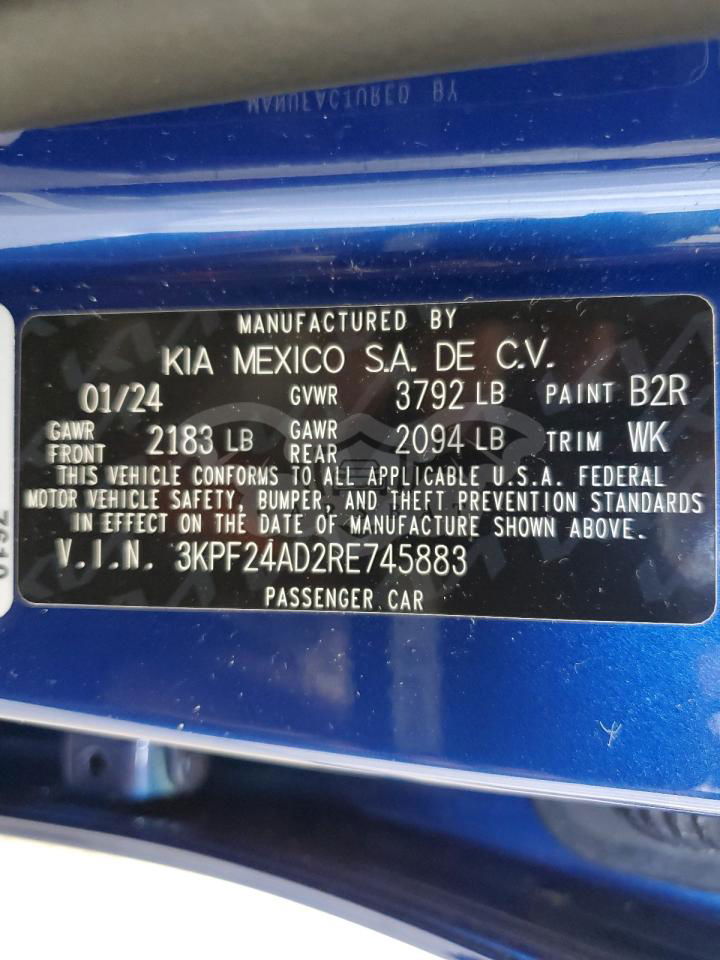 MANUFACTURED BY
MANUFACTURED BY
KIA MEXICO S.A. DE C.V.
01/24 GVWR 3792 LB PAINT B2R
GAWR FRONT 2183 LB GAWR REAR 2094 LB TRIM WK
THIS VEHICLE CONFORMS TO ALL APPLICABLE U.S.A. FEDERAL
MOTOR VEHICLE SAFETY, BUMPER, AND THEFT PREVENTION STANDARDS
IN EFFECT ON THE DATE OF MANUFACTURE SHOWN ABOVE.
V.I.N. 3KPF24AD2RE745883
PASSENGER CAR